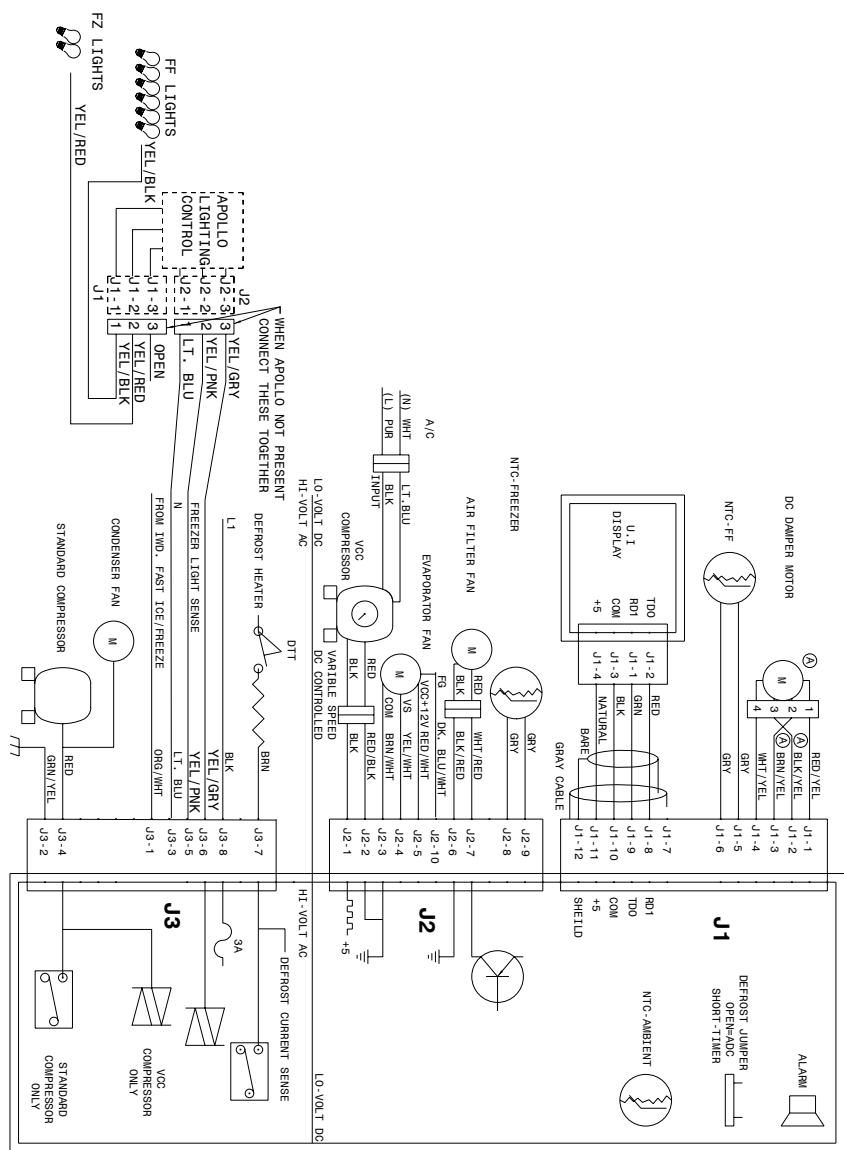 FZ LIGHTS
YEL/RED
FF LIGHTS
YEL/BLK
APOLLO
LIGHTING
CONTROL
J2
J2-3
J2-2
J2-1
J1-3
J1-2
J1-1
J1
3
2
1
3
2
1
YEL/GRY
YEL/PNK
LT. BLU
OPEN
YEL/RED
YEL/BLK
WHEN APOLLO NOT PRESENT
CONNECT THESE TOGETHER
DC DAMPER MOTOR
A
M
1
2
3
4
A
A
RED/YEL
BLK/YEL
BRN/YEL
WHT/YEL
NTC-FF
GRY
GRY
U.I
DISPLAY
TDO
RD1
COM
+5
J1-2
J1-1
J1-3
J1-4
RED
GRN
BLK
NATURAL
BARE
GRAY CABLE
NTC-FREEZER
GRY
GRY
AIR FILTER FAN
M
RED
BLK
WHT/RED
BLK/RED
EVAPORATOR FAN
M
FG
VCC+12V
VS
COM
DK. BLU/WHT
RED/WHT
YEL/WHT
BRN/WHT
A/C
(N) WHT
(L) PUR
INPUT
LT.BLU
BLK
VCC
COMPRESSOR
RED
BLK
RED/BLK
BLK
VARIBLE SPEED
DC CONTROLLED
LO-VOLT DC
HI-VOLT AC
DEFROST HEATER
DTT
BRN
L1
BLK
FREEZER LIGHT SENSE
YEL/GRY
YEL/PNK
N
LT. BLU
FROM IWD. FAST ICE/FREEZE
ORG/WHT
CONDENSER FAN
M
STANDARD COMPRESSOR
RED
GRN/YEL
J1-1
J1-2
J1-3
J1-4
J1-5
J1-6
J1-7
J1-8
J1-9
J1-10
J1-11
J1-12
RD1
TDO
COM
+5
SHEILD
J1
J2-9
J2-8
J2-7
J2-6
J2-10
J2-5
J2-4
J2-3
J2-2
J2-1
+5
J2
J3-7
J3-8
J3-6
J3-5
J3-3
J3-1
J3-4
J3-2
J3
HI-VOLT AC
LO-VOLT DC
3A
DEFROST CURRENT SENSE
VCC
COMPRESSOR
ONLY
STANDARD
COMPRESSOR
ONLY
ALARM
DEFROST JUMPER
OPEN=ADC
SHORT-TIMER
NTC-AMBIENT